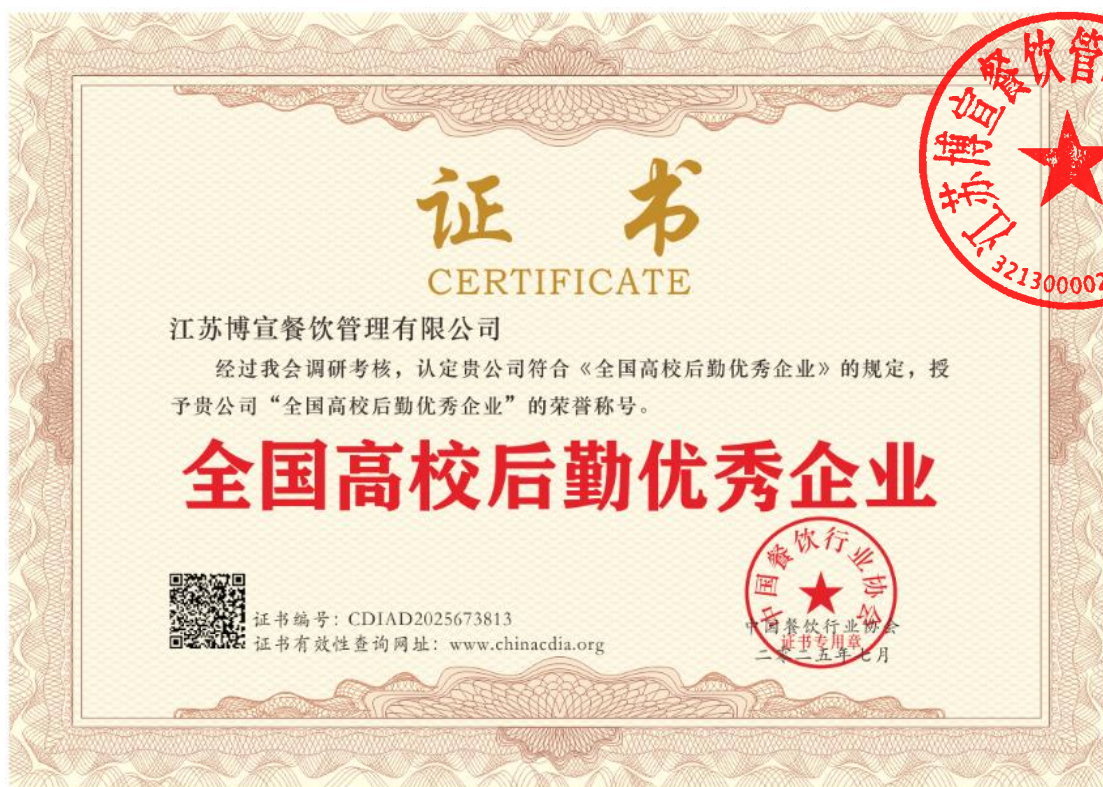 证书
CERTIFICATE
江苏博宣餐饮管理有限公司
经过我会调研考核，认定贵公司符合《全国高校后勤优秀企业》的规定，授
予贵公司“全国高校后勤优秀企业”的荣誉称号。
全国高校后勤优秀企业
证书编号：CDIAD2025673813
证书有效性查询网址：www.chinacdia.org
中国餐饮行业协会
二零二五年七月
中国餐饮行业协会
证书专用章
江苏博宣餐饮管
32130000